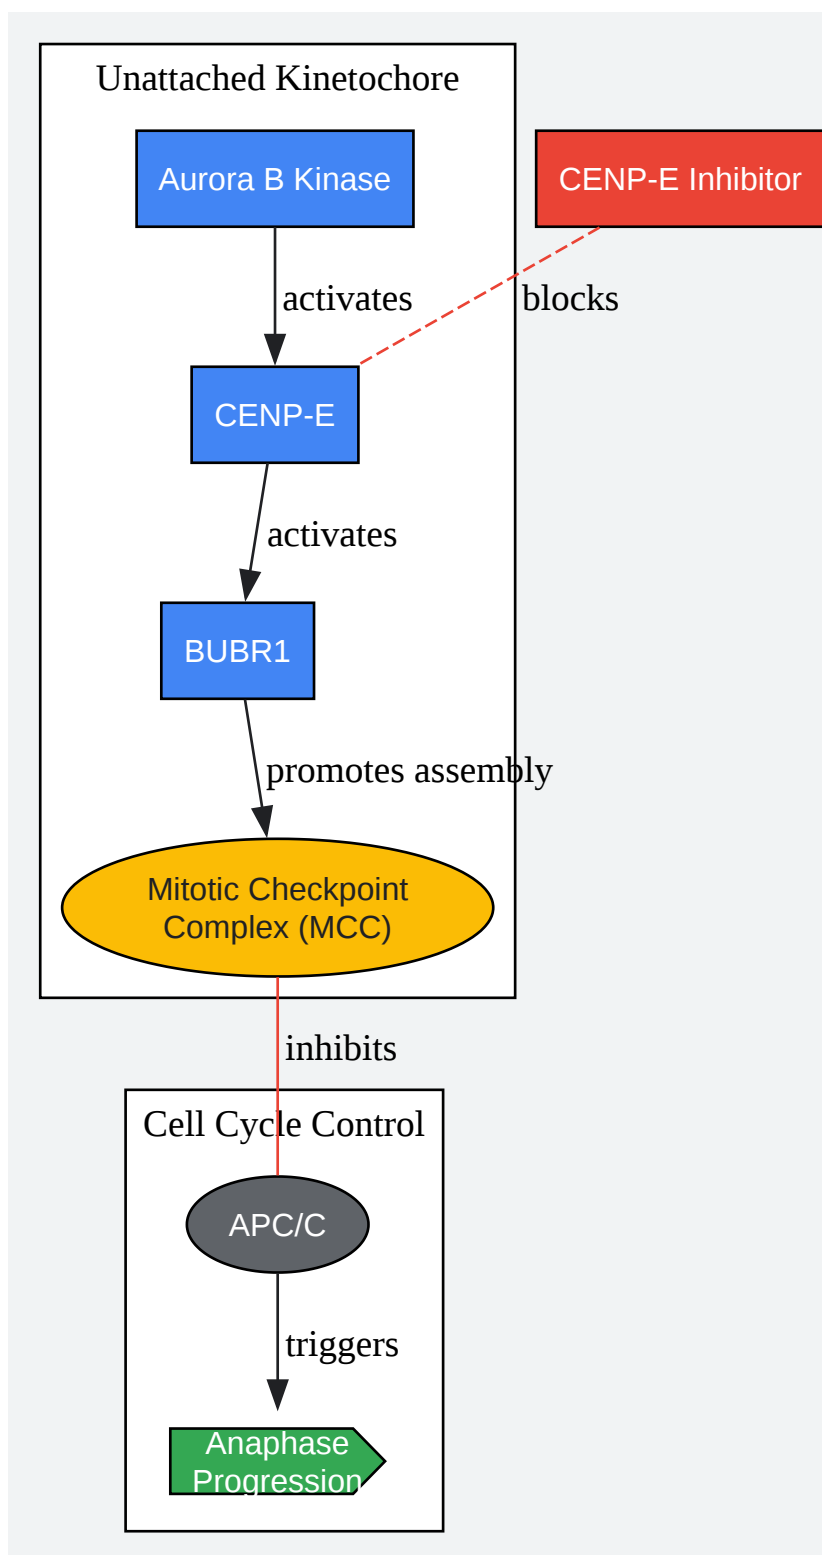 Unattached Kinetochore
Aurora B Kinase
CENP-E Inhibitor
activates
blocks
CENP-E
activates
BUBR1
promotes assembly
Mitotic Checkpoint
Complex (MCC)
inhibits
Cell Cycle Control
APC/C
triggers
Anaphase
Progression